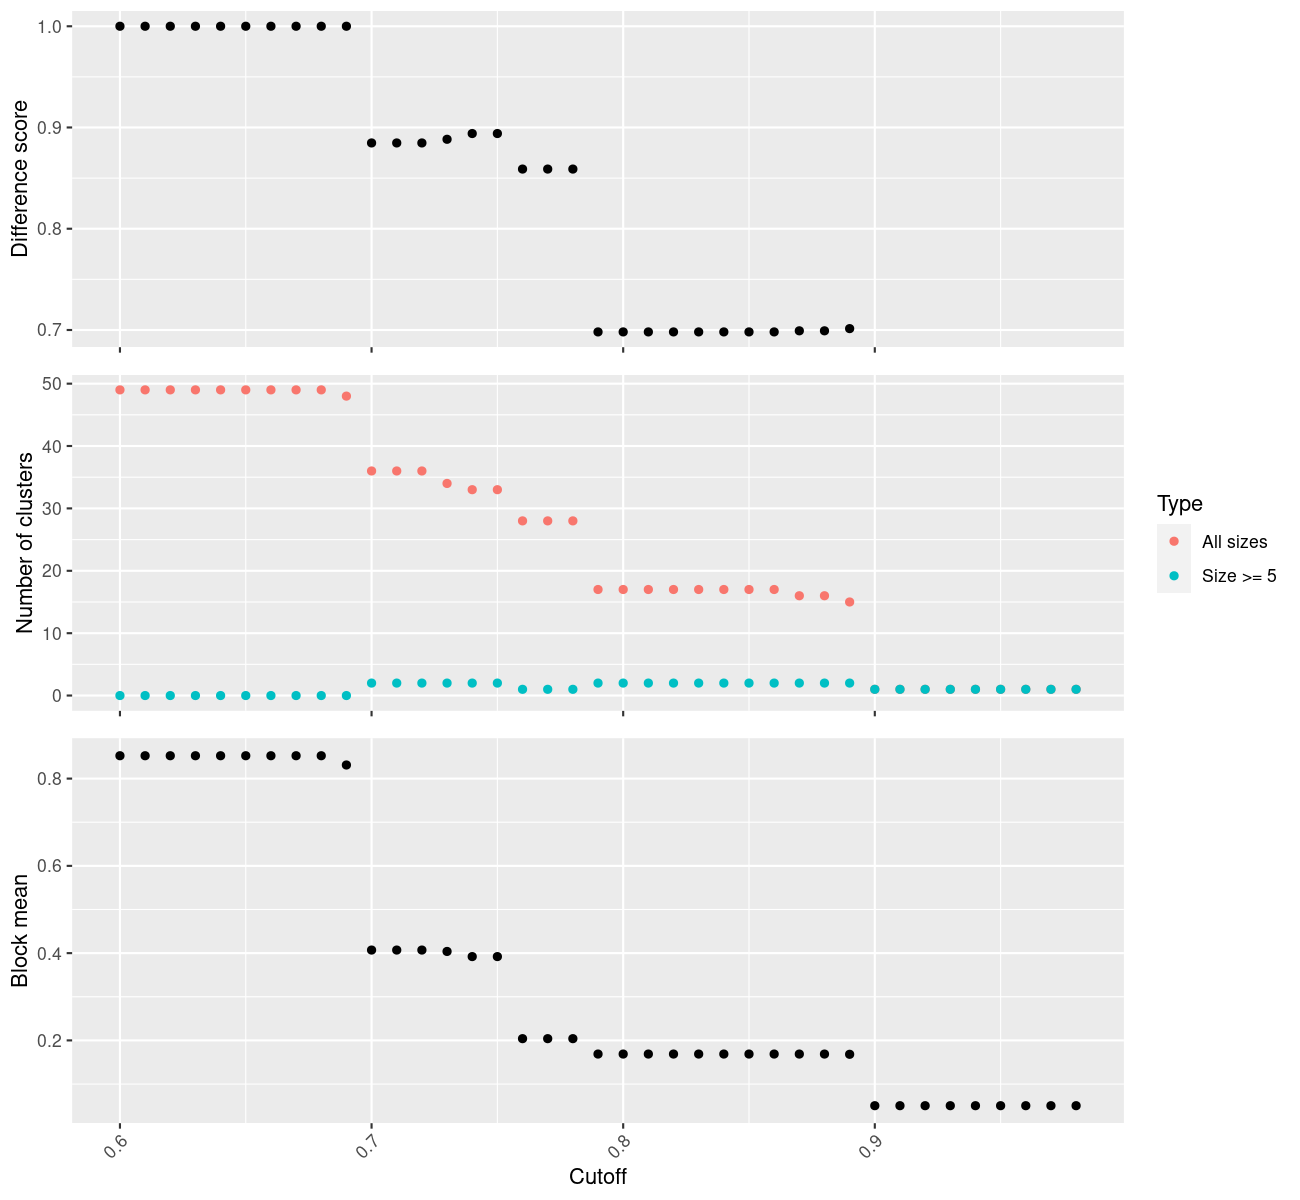 Difference score
1.0
0.9
0.8
0.7
Number of clusters
50
40
30
20
10
0
Type
All sizes
Size >= 5
Block mean
0.8
0.6
0.4
0.2
0.6
0.7
0.8
0.9
Cutoff